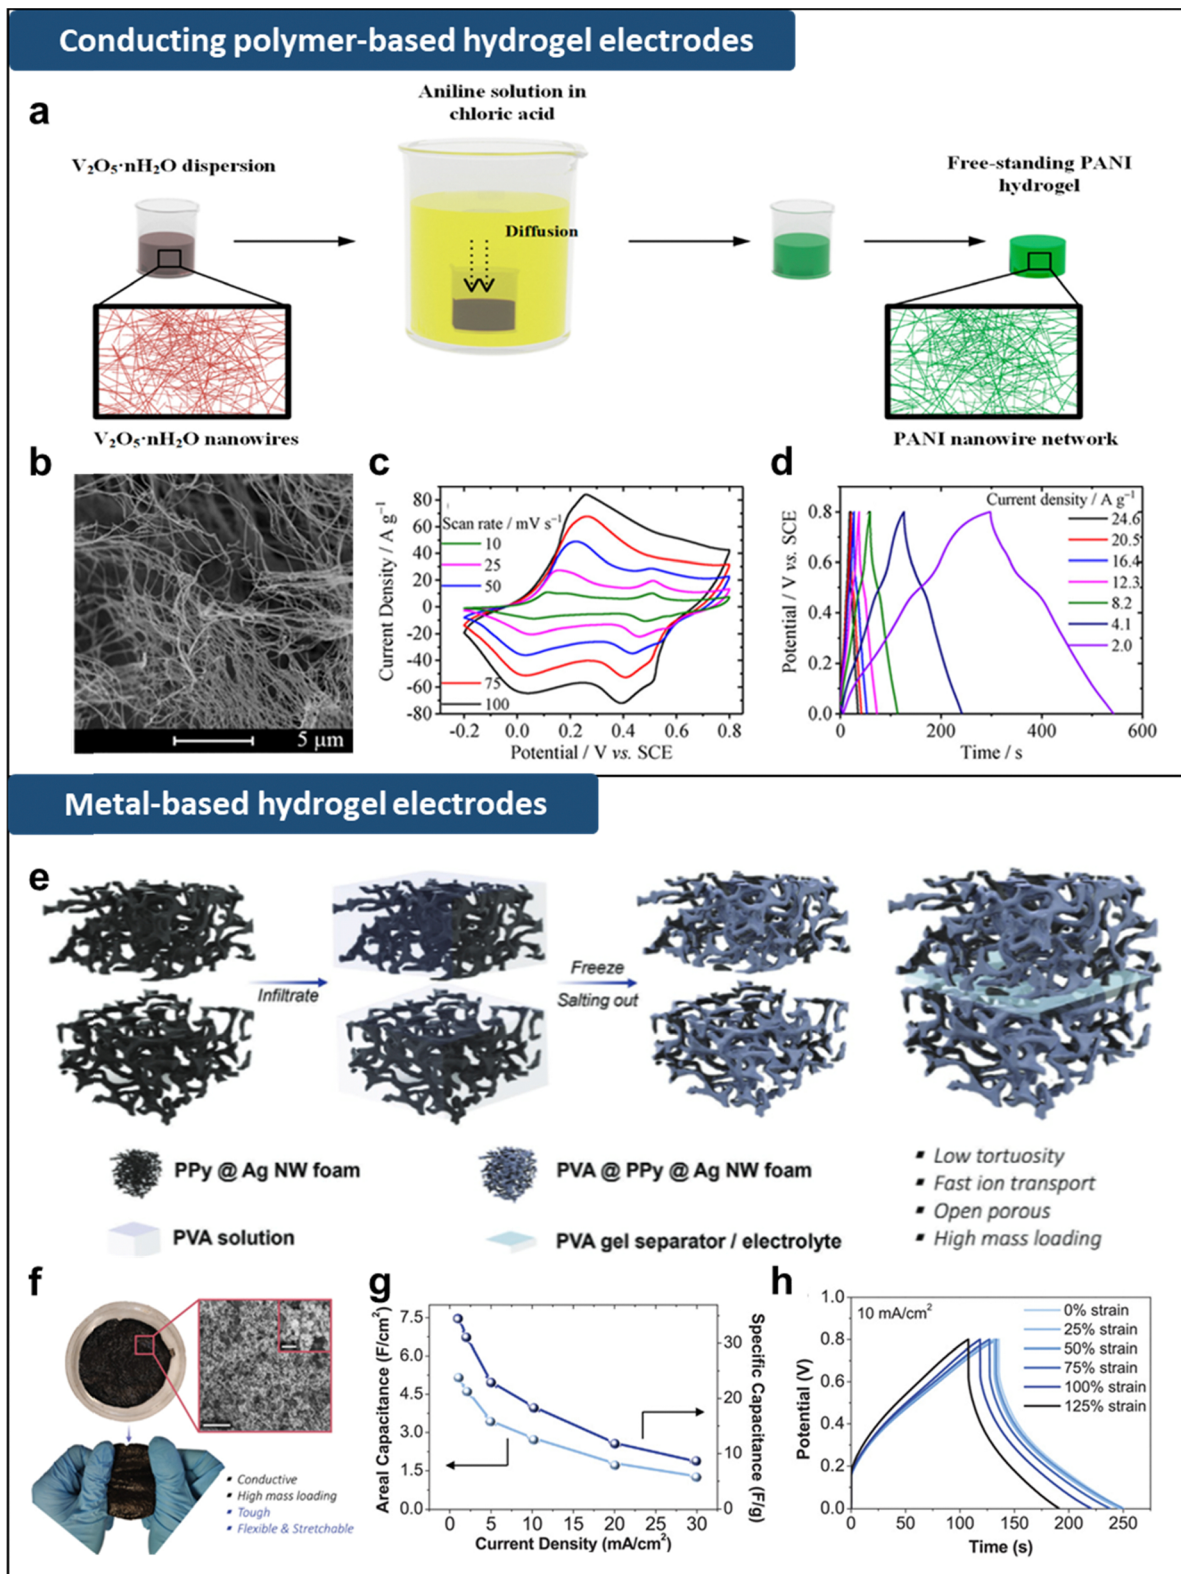 Conducting polymer-based hydrogel electrodes
a
Aniline solution in
chloric acid
V₂O₅·nH₂O dispersion
Diffusion
Free-standing PANI
hydrogel
V₂O₅·nH₂O nanowires
PANI nanowire network
b
5 μm
c
Current Density / A g⁻¹
80
60
40
20
0
-20
-40
-60
-80
Scan rate / mV s⁻¹
10
25
50
75
100
-0.2
0.0
0.2
0.4
0.6
0.8
Potential / V vs. SCE
d
Potential / V vs. SCE
0.8
0.6
0.4
0.2
0.0
Current density / A g⁻¹
24.6
20.5
16.4
12.3
8.2
4.1
2.0
0
200
400
600
Time / s
Metal-based hydrogel electrodes
e
Infiltrate
Freeze
Salting out
PPy @ Ag NW foam
PVA @ PPy @ Ag NW foam
PVA solution
PVA gel separator / electrolyte
▪ Low tortuosity
▪ Fast ion transport
▪ Open porous
▪ High mass loading
f
▪ Conductive
▪ High mass loading
▪ Tough
▪ Flexible & Stretchable
g
Areal Capacitance (F/cm²)
7.5
6.0
4.5
3.0
1.5
0.0
Specific Capacitance (F/g)
30
20
10
0
0
5
10
15
20
25
30
Current Density (mA/cm²)
h
10 mA/cm²
0% strain
25% strain
50% strain
75% strain
100% strain
125% strain
Potential (V)
1.2
0.8
0.4
0.0
0
50
100
150
200
250
Time (s)